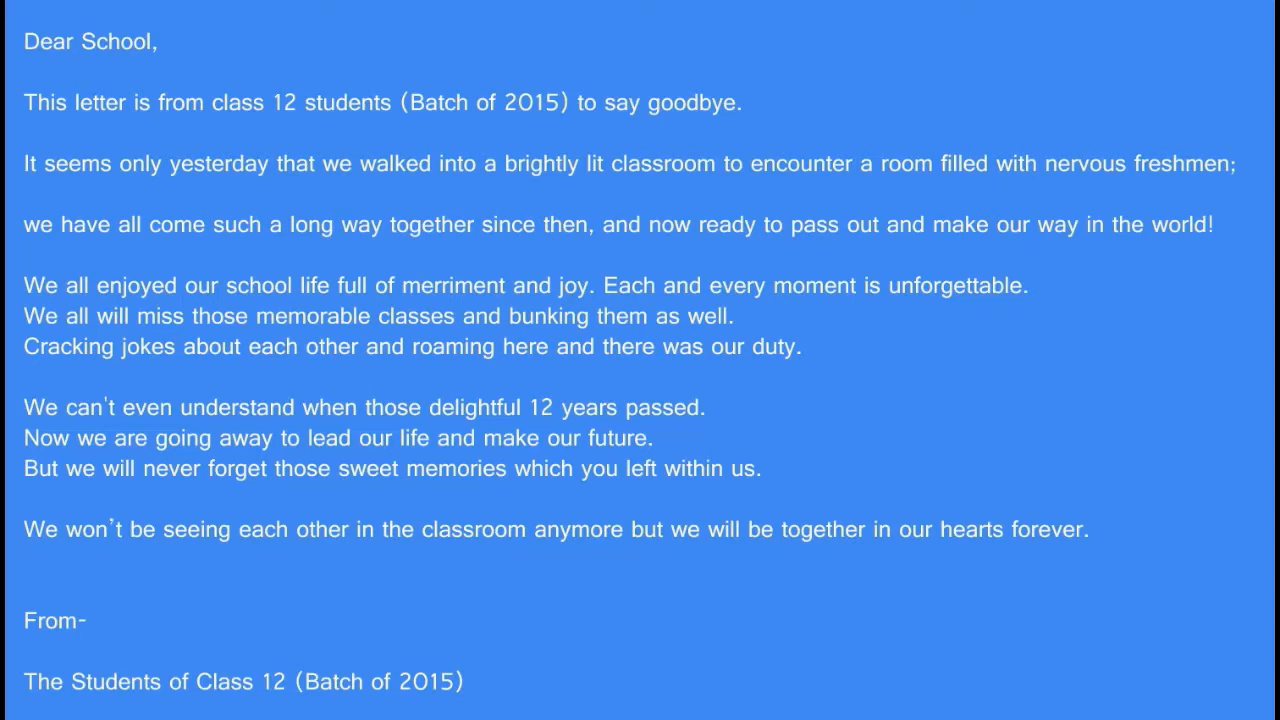 Dear School,
This letter is from class 12 students (Batch of 2015) to say goodbye.
It seems only yesterday that we walked into a brightly lit classroom to encounter a room filled with nervous freshmen;
we have all come such a long way together since then, and now ready to pass out and make our way in the world!
We all enjoyed our school life full of merriment and joy. Each and every moment is unforgettable.
We all will miss those memorable classes and bunking them as well.
Cracking jokes about each other and roaming here and there was our duty.
We can't even understand when those delightful 12 years passed.
Now we are going away to lead our life and make our future.
But we will never forget those sweet memories which you left within us.
We won’t be seeing each other in the classroom anymore but we will be together in our hearts forever.
From-
The Students of Class 12 (Batch of 2015)